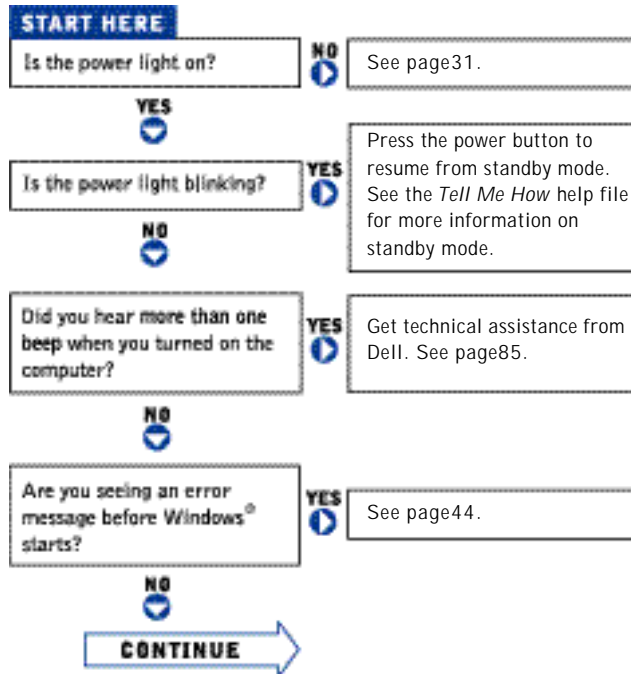 START HERE
Is the power light on?
NO
See page31.
YES
Is the power light blinking?
YES
Press the power button to
resume from standby mode.
See the Tell Me How help file
for more information on
standby mode.
NO
Did you hear more than one
beep when you turned on the
computer?
YES
Get technical assistance from
Dell. See page85.
NO
Are you seeing an error
message before Windows®
starts?
YES
See page44.
NO
CONTINUE